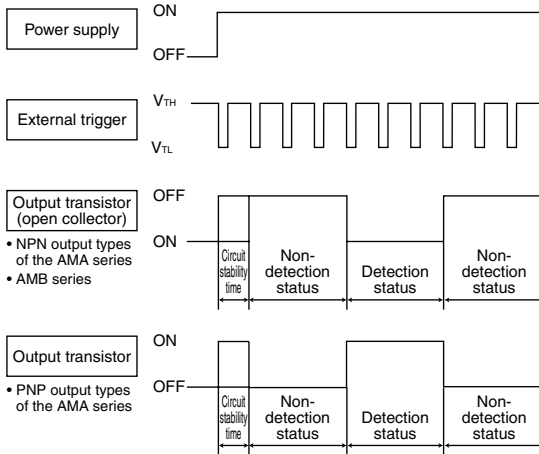 Power supply
ON
OFF
External trigger
VTH
VTL
Output transistor
(open collector)
• NPN output types
of the AMA series
• AMB series
OFF
ON
Circuit
stability
time
Non-
detection
status
Detection
status
Non-
detection
status
Output transistor
• PNP output types
of the AMA series
ON
OFF
Circuit
stability
time
Non-
detection
status
Detection
status
Non-
detection
status